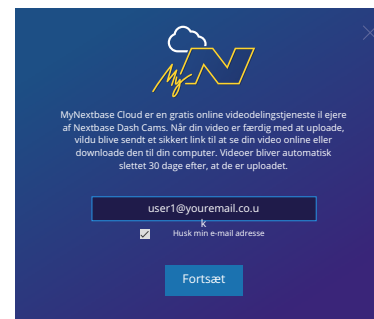 My N
MyNextbase Cloud er en gratis online videodelingstjeneste il ejere
af Nextbase Dash Cams. Når din video er færdig med at uploade,
vildu blive sendt et sikkert link til at se din video online eller
downloade den til din computer. Videoer bliver automatisk
slettet 30 dage efter, at de er uploadet.
user1@youremail.co.u
k
Husk min e-mail adresse
Fortsæt